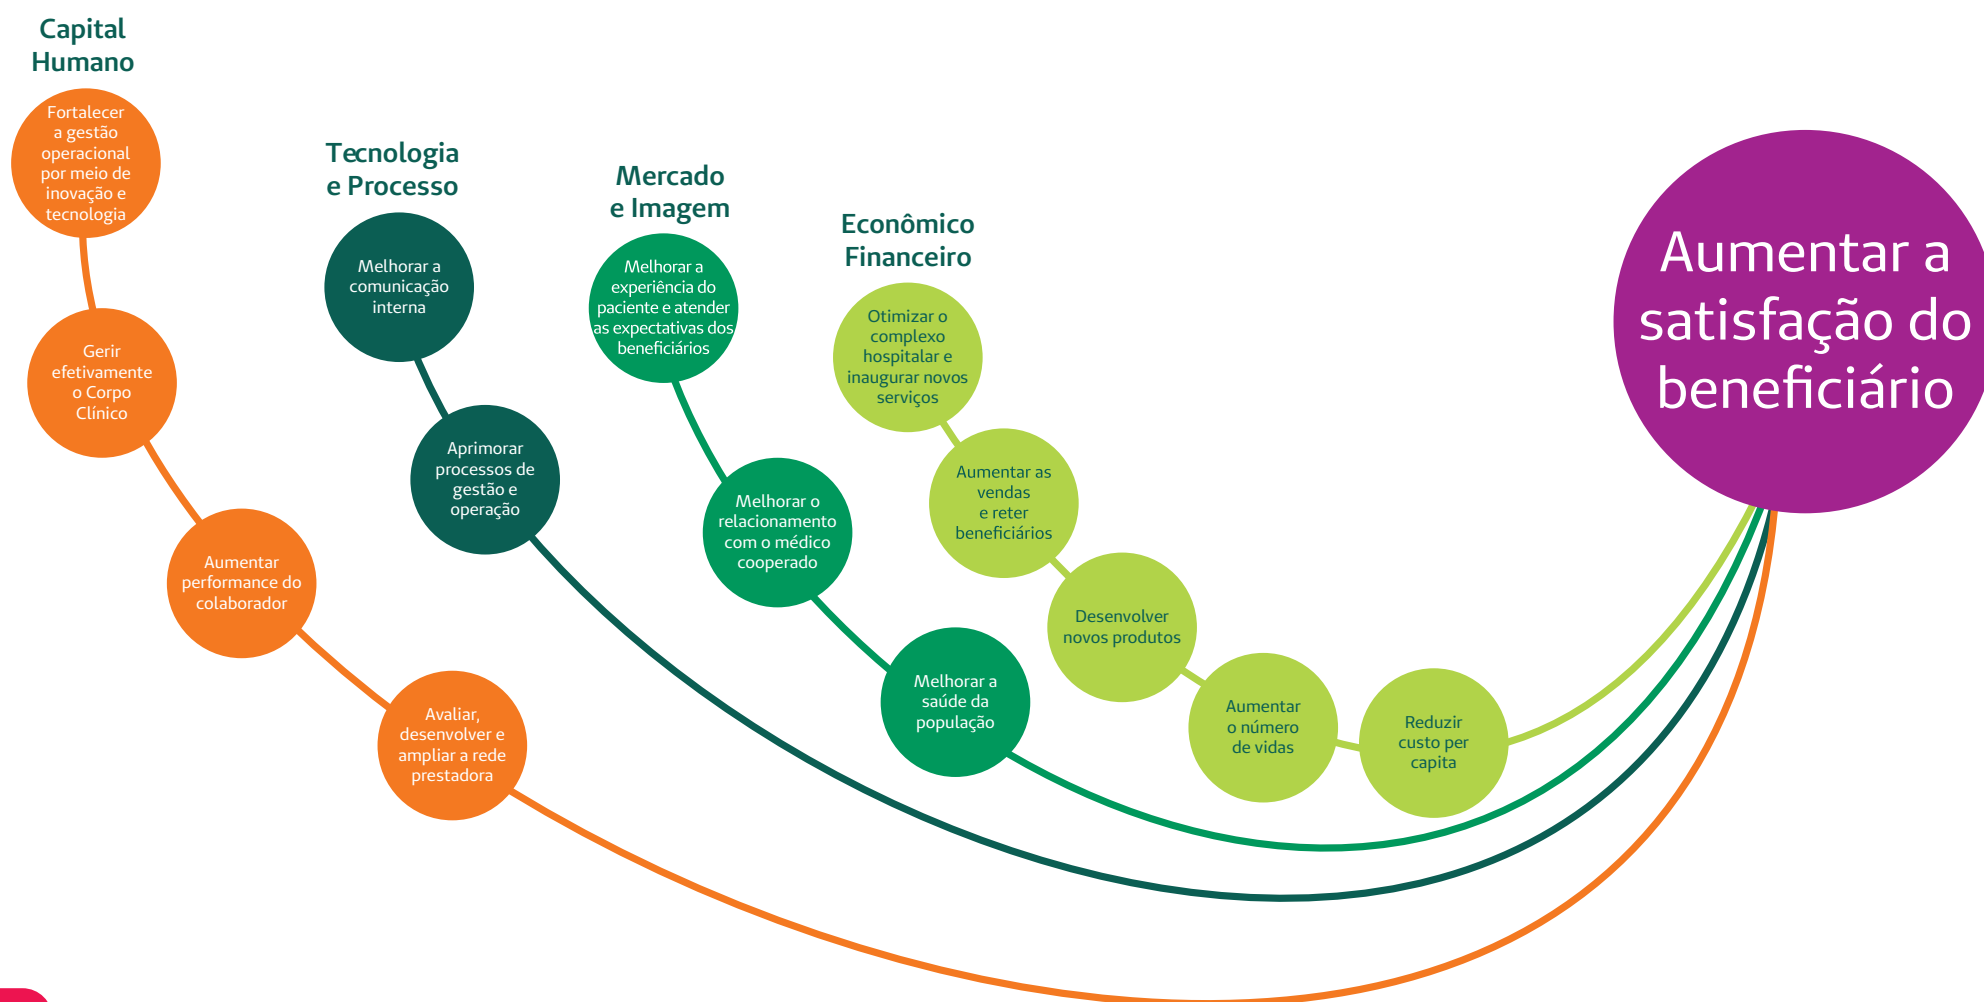 Capital
Humano
Fortalecer
a gestão
operacional
por meio de
inovação e
tecnologia
Gerir
efetivamente
o Corpo
Clínico
Aumentar
performance do
colaborador
Avaliar,
desenvolver e
ampliar a rede
prestadora
Tecnologia
e Processo
Melhorar a
comunicação
interna
Aprimorar
processos de
gestão e
operação
Mercado
e Imagem
Melhorar a
experiência do
paciente e atender
as expectativas dos
beneficiários
Melhorar o
relacionamento
com o médico
cooperado
Melhorar a
saúde da
população
Econômico
Financeiro
Otimizar o
complexo
hospitalar e
inaugurar novos
serviços
Aumentar as
vendas
e reter
beneficiários
Desenvolver
novos produtos
Aumentar
o número
de vidas
Reduzir
custo per
capita
Aumentar a
satisfação do
beneficiário